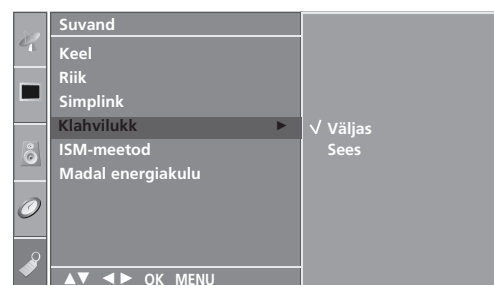 Suvand
Keel
Riik
Simplink
Klahvilukk ►
√ Väljas
Sees
ISM-meetod
Madal energiakulu
▲▼ ◄► OK MENU